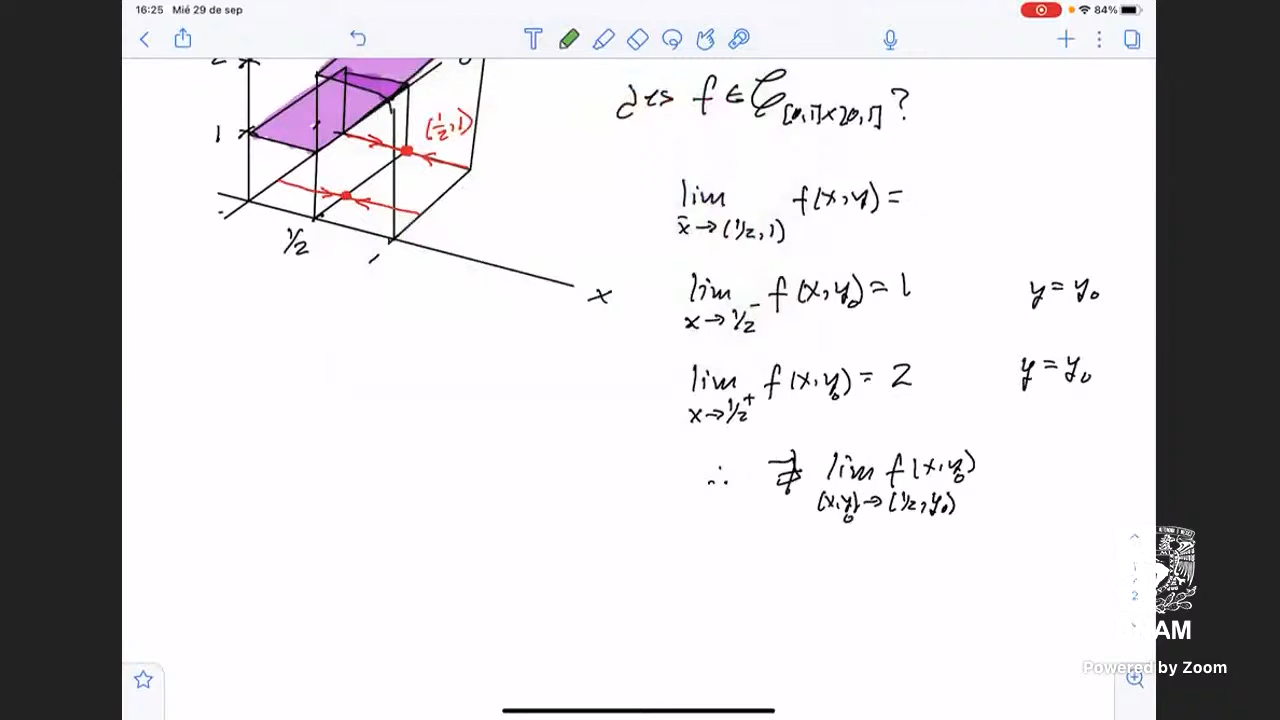 16:25 Mié 29 de sep
84%
2
1
(1/2, 1)
1/2
x
¿es f ∈ C [0,1]×[0,1] ?
lim f(x,y) =
x̄ → (1/2, 1)
lim f(x, y₀) = 1    y = y₀
x → 1/2⁻
lim f(x, y₀) = 2    y = y₀
x → 1/2⁺
∴ ∄ lim f(x, y₀)
(x, y₀) → (1/2, y₀)
Powered by Zoom